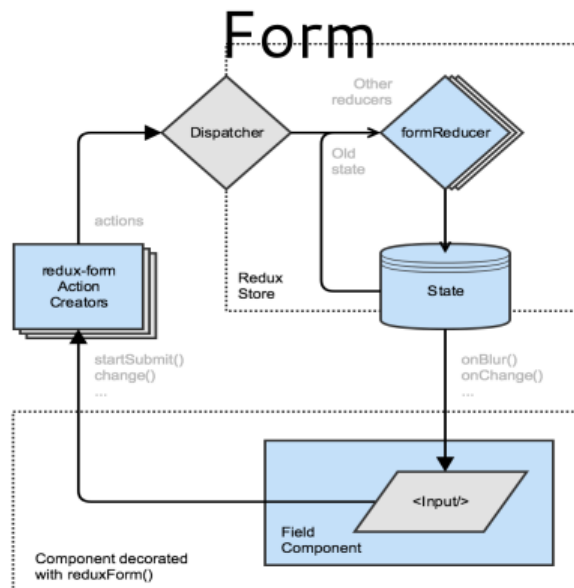 Form
Other
reducers
Dispatcher
formReducer
Old
state
actions
redux-form
Action
Creators
Redux
Store
State
startSubmit()
change()
...
onBlur()
onChange()
...
<Input/>
Field
Component
Component decorated
with reduxForm()